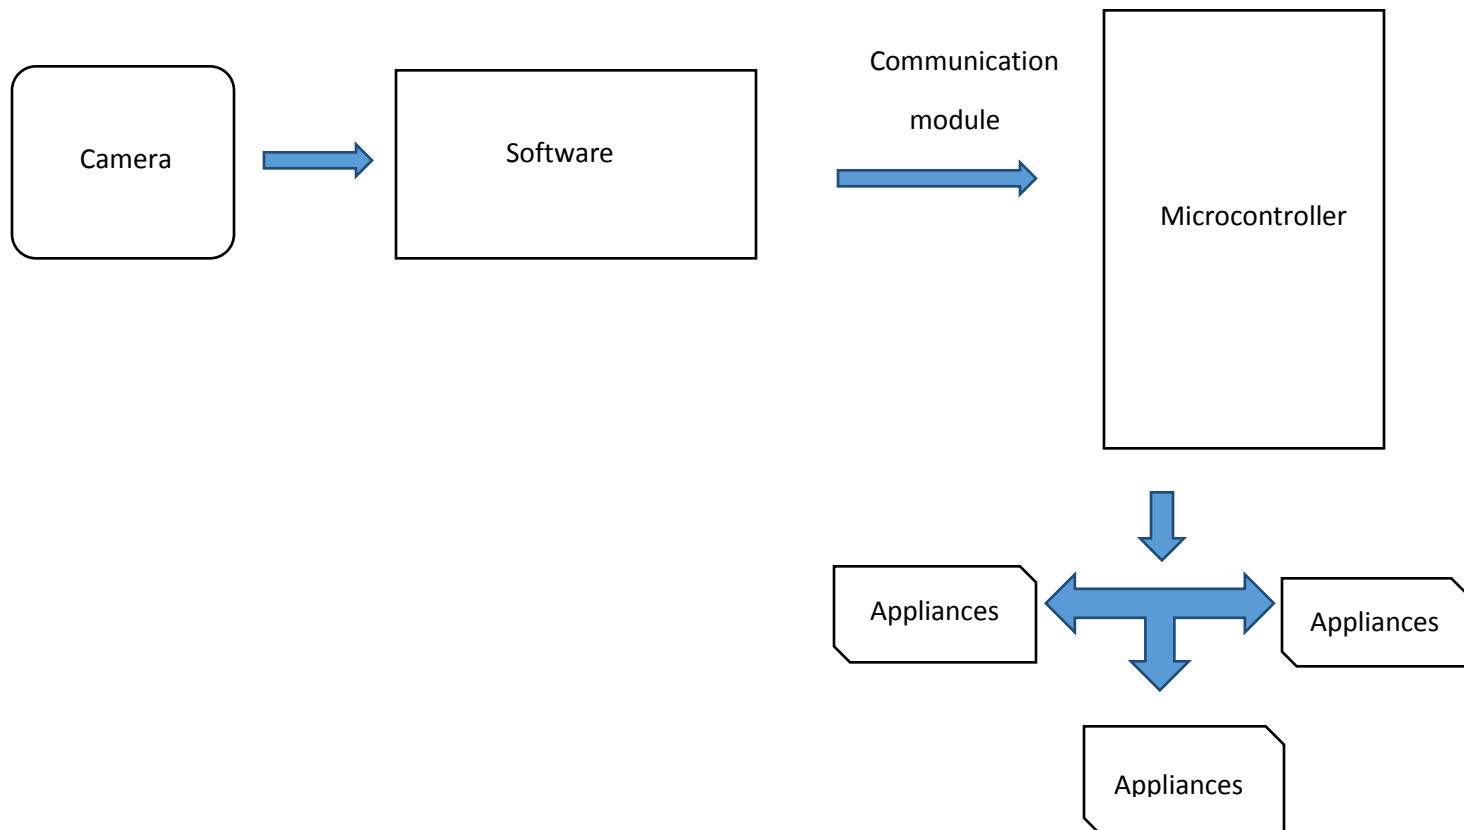 Camera
Software
Communication
module
Microcontroller
Appliances
Appliances
Appliances